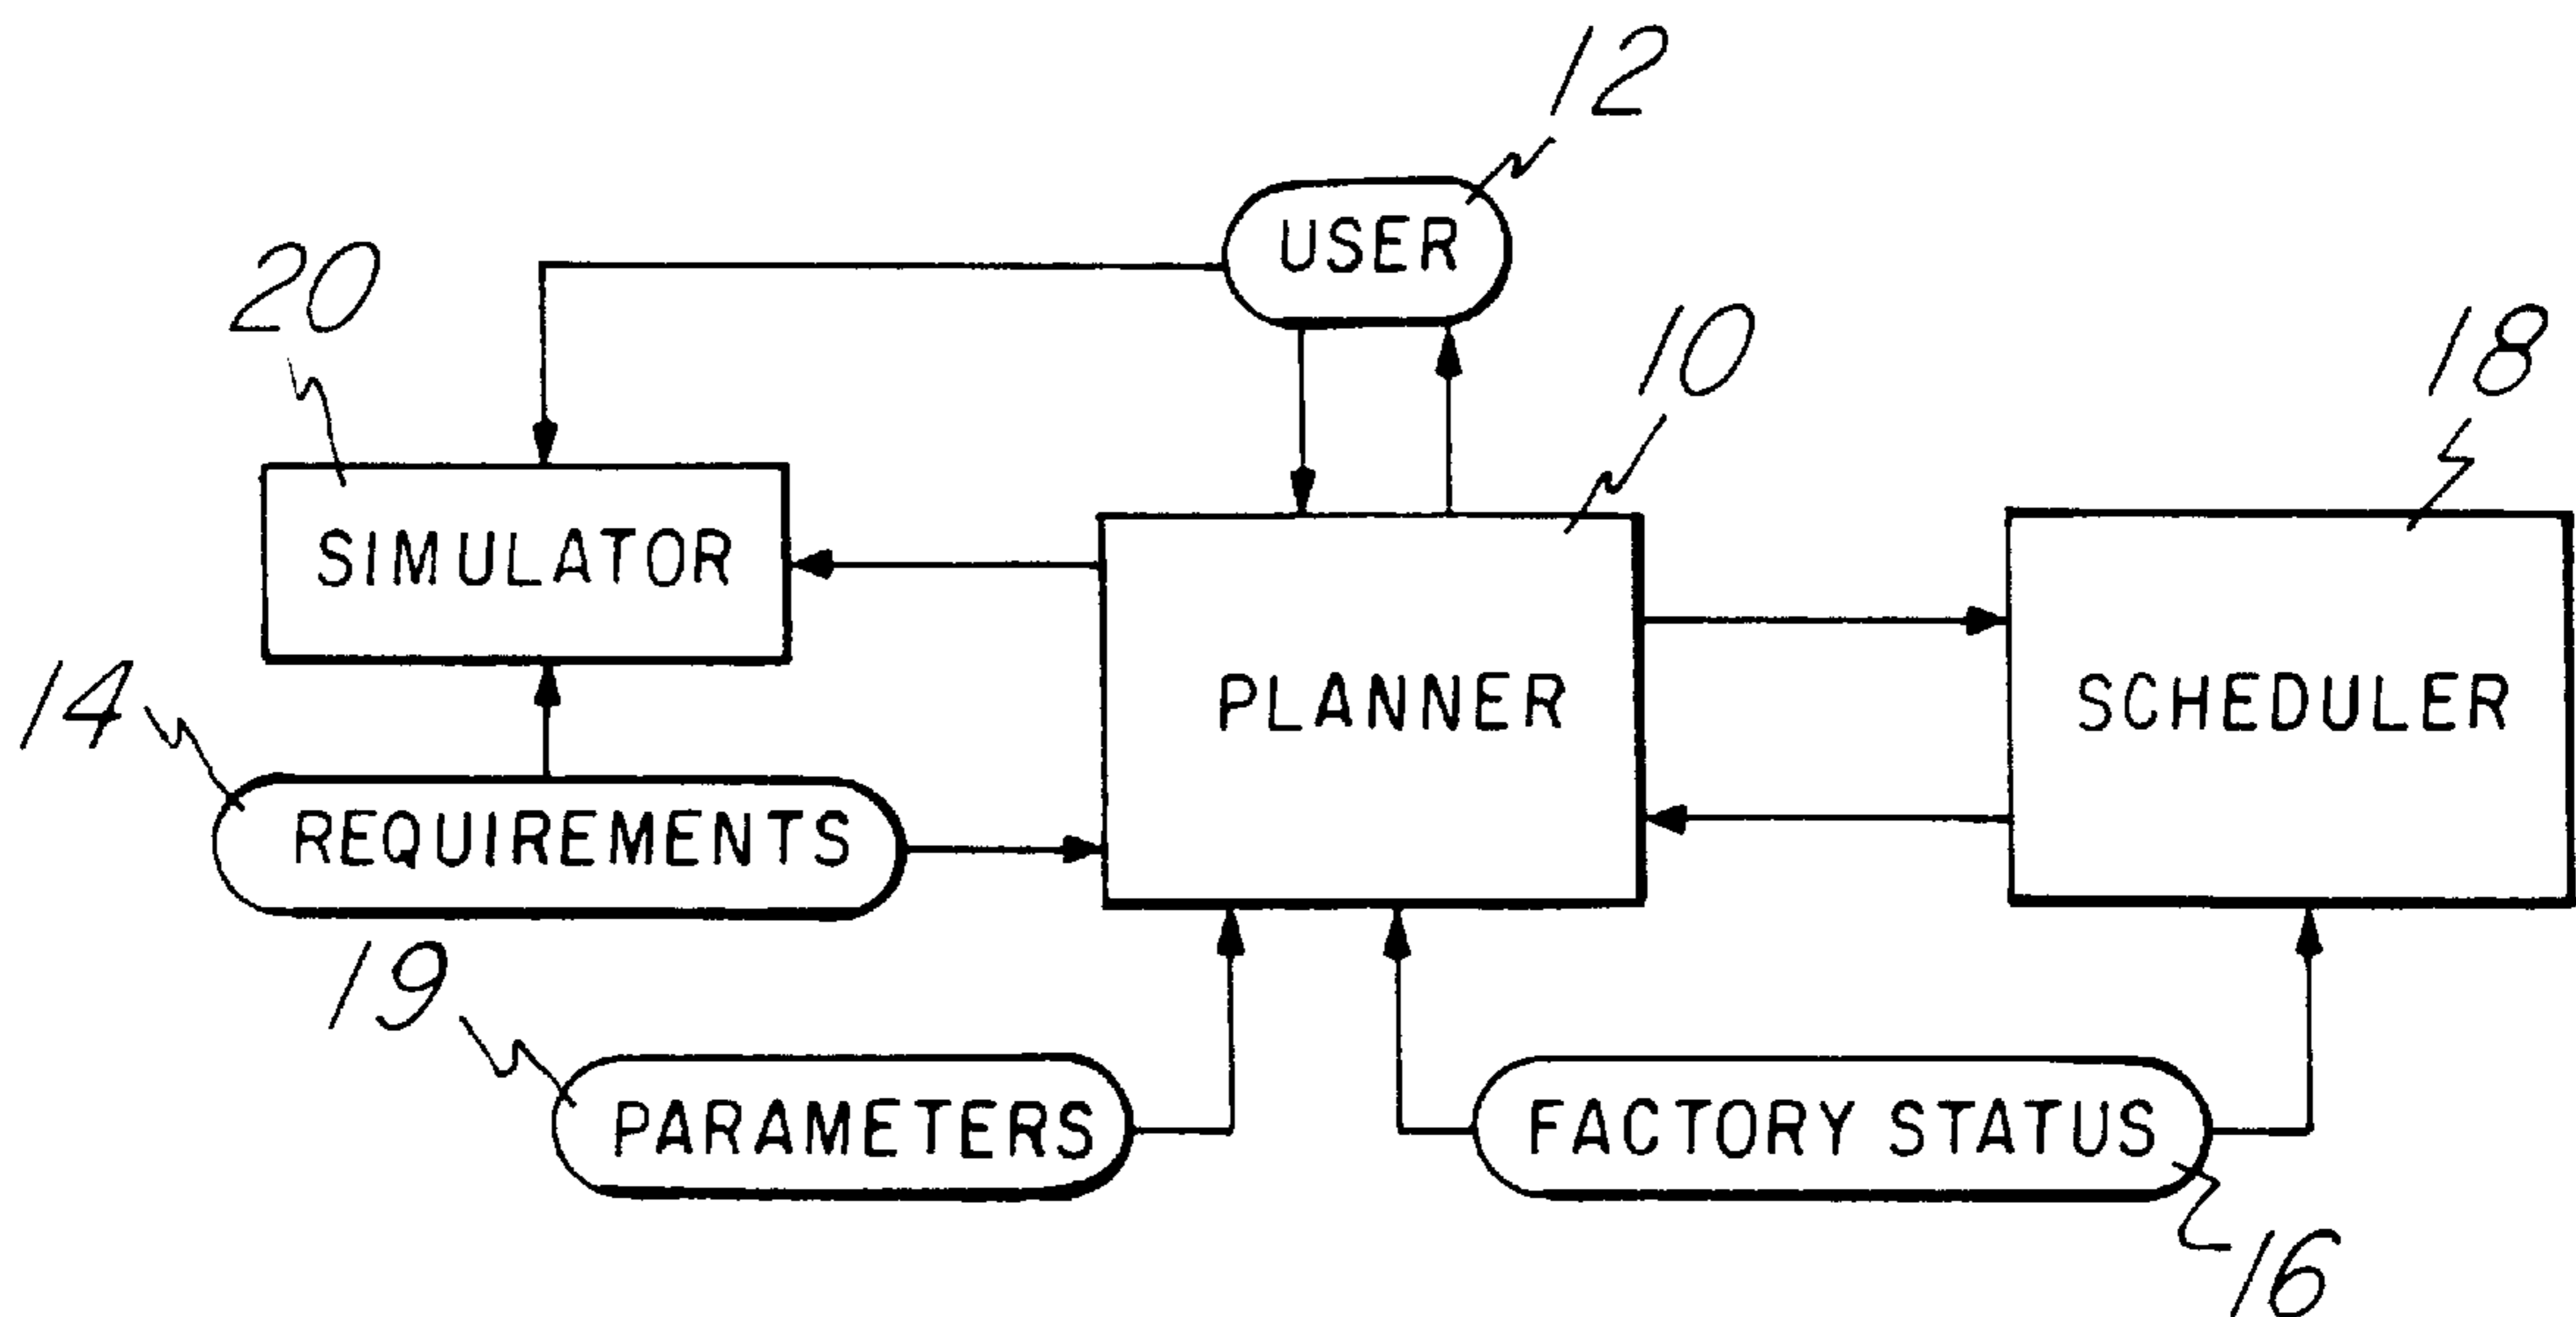 12
USER
20
10
18
SIMULATOR
PLANNER
SCHEDULER
14
REQUIREMENTS
19
PARAMETERS
FACTORY STATUS
16